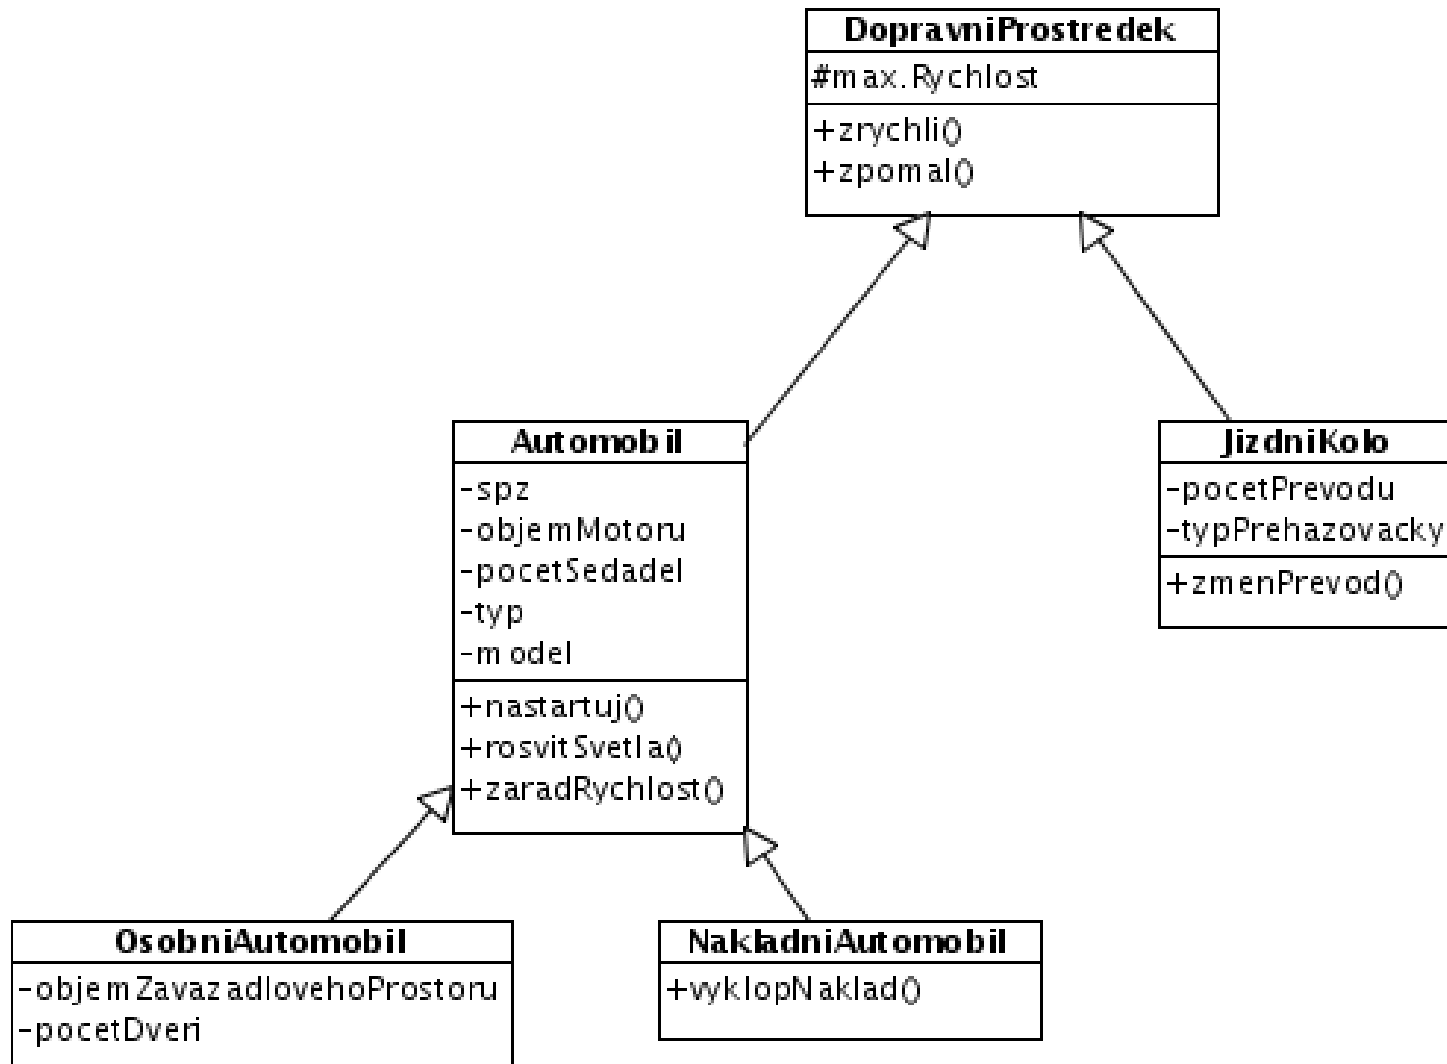 DopravniProstredek
#max.Rychlost
+zrychli()
+zpomal()
Automobil
-spz
-objemMotoru
-pocetSedadel
-typ
-model
+nastartuj()
+rosvitSvetla()
+zaradRychlost()
JizdniKolo
-pocetPrevodu
-typPrehazovacky
+zmenPrevod()
OsobniAutomobil
-objemZavazadlovehoProstoru
-pocetDveri
NakladniAutomobil
+vyklopNaklad()